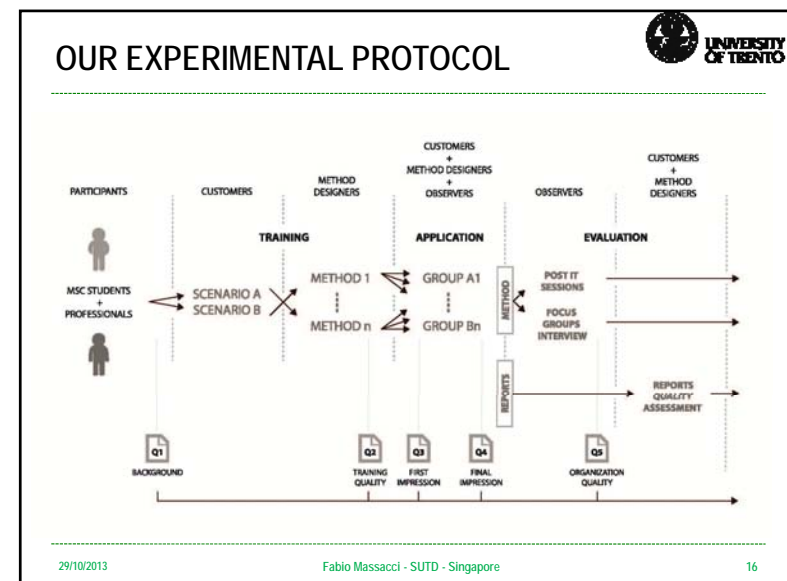 OUR EXPERIMENTAL PROTOCOL
UNIVERSITY
OF TRENTO
PARTICIPANTS
CUSTOMERS
METHOD
DESIGNERS
CUSTOMERS
+
METHOD DESIGNERS
+
OBSERVERS
OBSERVERS
CUSTOMERS
+
METHOD
DESIGNERS
TRAINING
APPLICATION
EVALUATION
MSC STUDENTS
+
PROFESSIONALS
SCENARIO A
SCENARIO B
METHOD 1
METHOD n
GROUP A1
GROUP Bn
METHOD
POST IT
SESSIONS
FOCUS
GROUPS
INTERVIEW
REPORTS
REPORTS
QUALITY
ASSESSMENT
Q1
BACKGROUND
Q2
TRAINING
QUALITY
Q3
FIRST
IMPRESSION
Q4
FINAL
IMPRESSION
Q5
ORGANIZATION
QUALITY
29/10/2013
Fabio Massacci - SUTD - Singapore
16